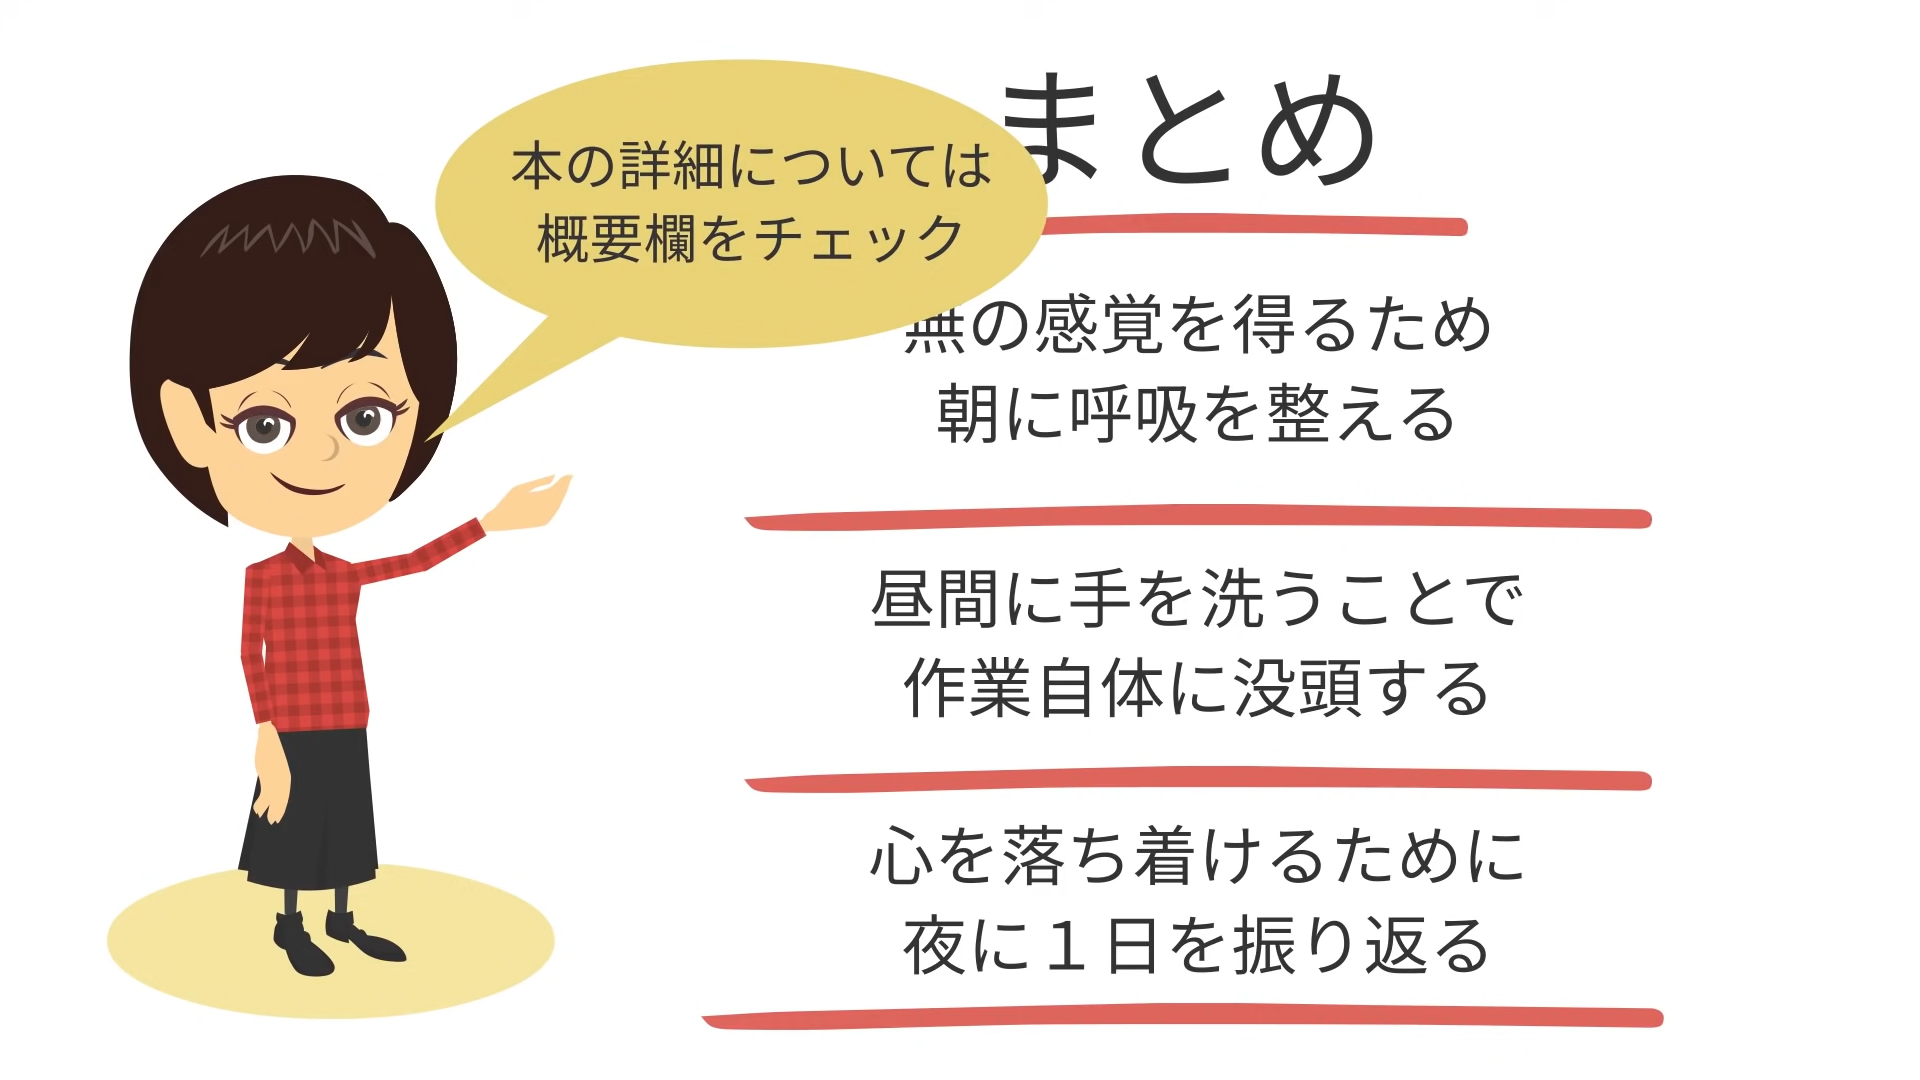 本の詳細については
概要欄をチェック
まとめ
無の感覚を得るため
朝に呼吸を整える
昼間に手を洗うことで
作業自体に没頭する
心を落ち着けるために
夜に１日を振り返る